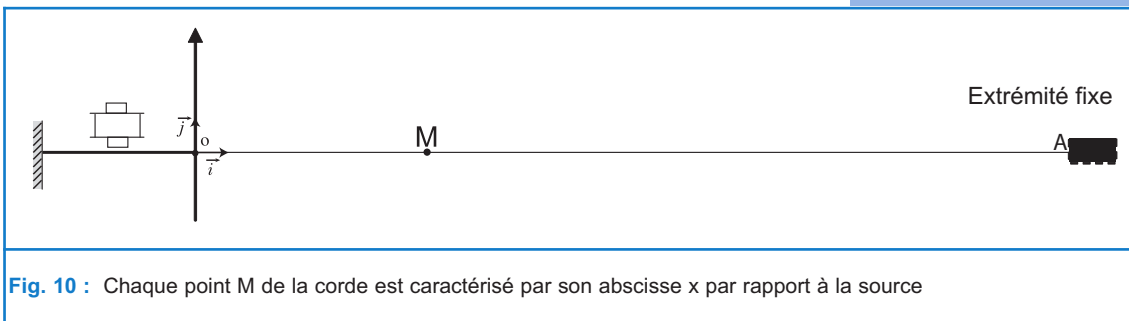 Extrémité fixe
j
o
M
A
i
Fig. 10 : Chaque point M de la corde est caractérisé par son abscisse x par rapport à la source